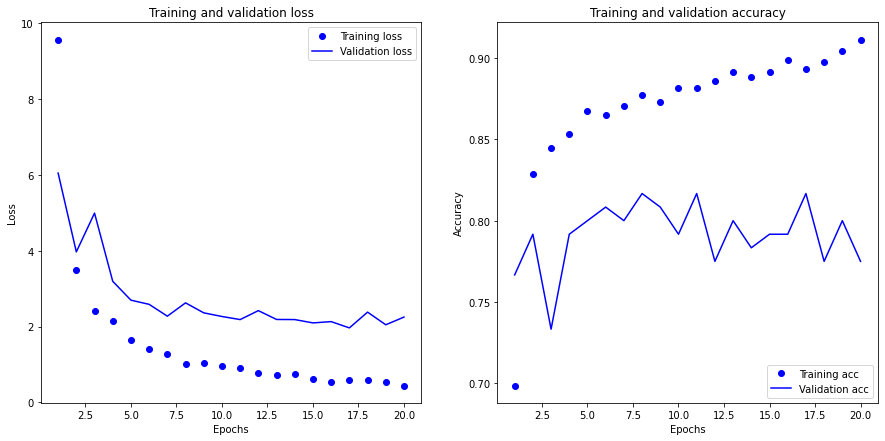 Training and validation loss
10
8
6
4
2
0
Loss
Training loss
Validation loss
2.5 5.0 7.5 10.0 12.5 15.0 17.5 20.0
Epochs
Training and validation accuracy
0.90
0.85
0.80
0.75
0.70
Accuracy
Training acc
Validation acc
2.5 5.0 7.5 10.0 12.5 15.0 17.5 20.0
Epochs